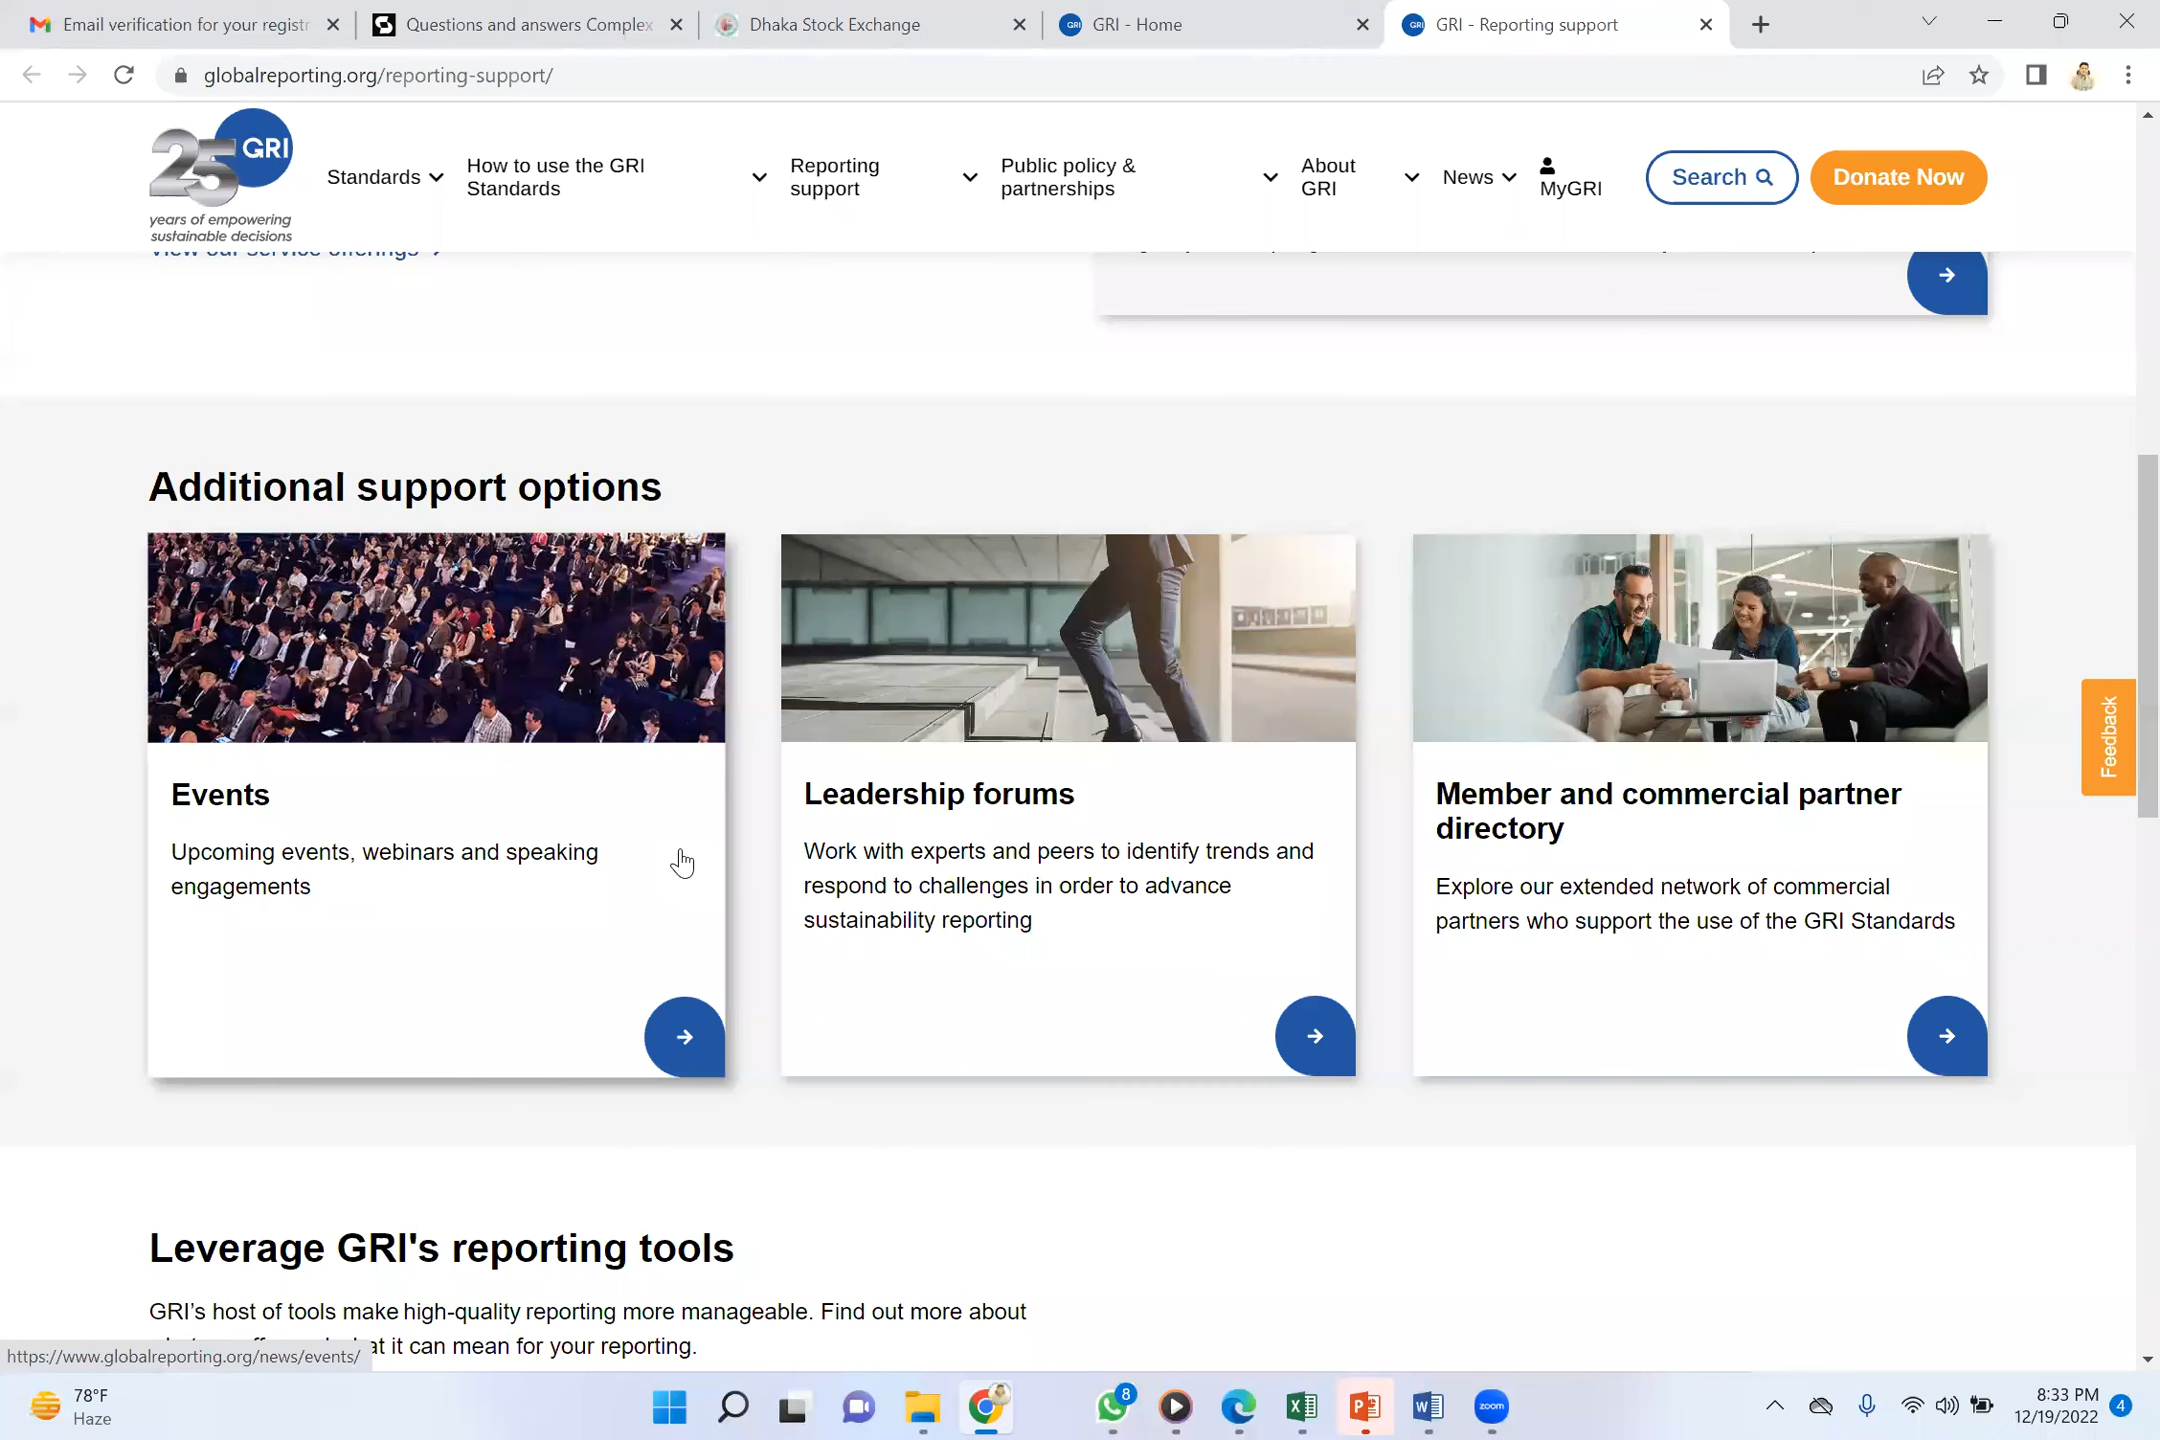 Email verification for your registr
Questions and answers Complex
Dhaka Stock Exchange
GRI - Home
GRI - Reporting support
globalreporting.org/reporting-support/
25 GRI
years of empowering
sustainable decisions
Standards
How to use the GRI
Standards
Reporting
support
Public policy &
partnerships
About
GRI
News
MyGRI
Search
Donate Now
View our service offerings
Additional support options
Events
Upcoming events, webinars and speaking
engagements
Leadership forums
Work with experts and peers to identify trends and
respond to challenges in order to advance
sustainability reporting
Member and commercial partner
directory
Explore our extended network of commercial
partners who support the use of the GRI Standards
Feedback
Leverage GRI's reporting tools
GRI's host of tools make high-quality reporting more manageable. Find out more about
it can mean for your reporting.
https://www.globalreporting.org/news/events/
78°F
Haze
8
zoom
8:33 PM
12/19/2022
4